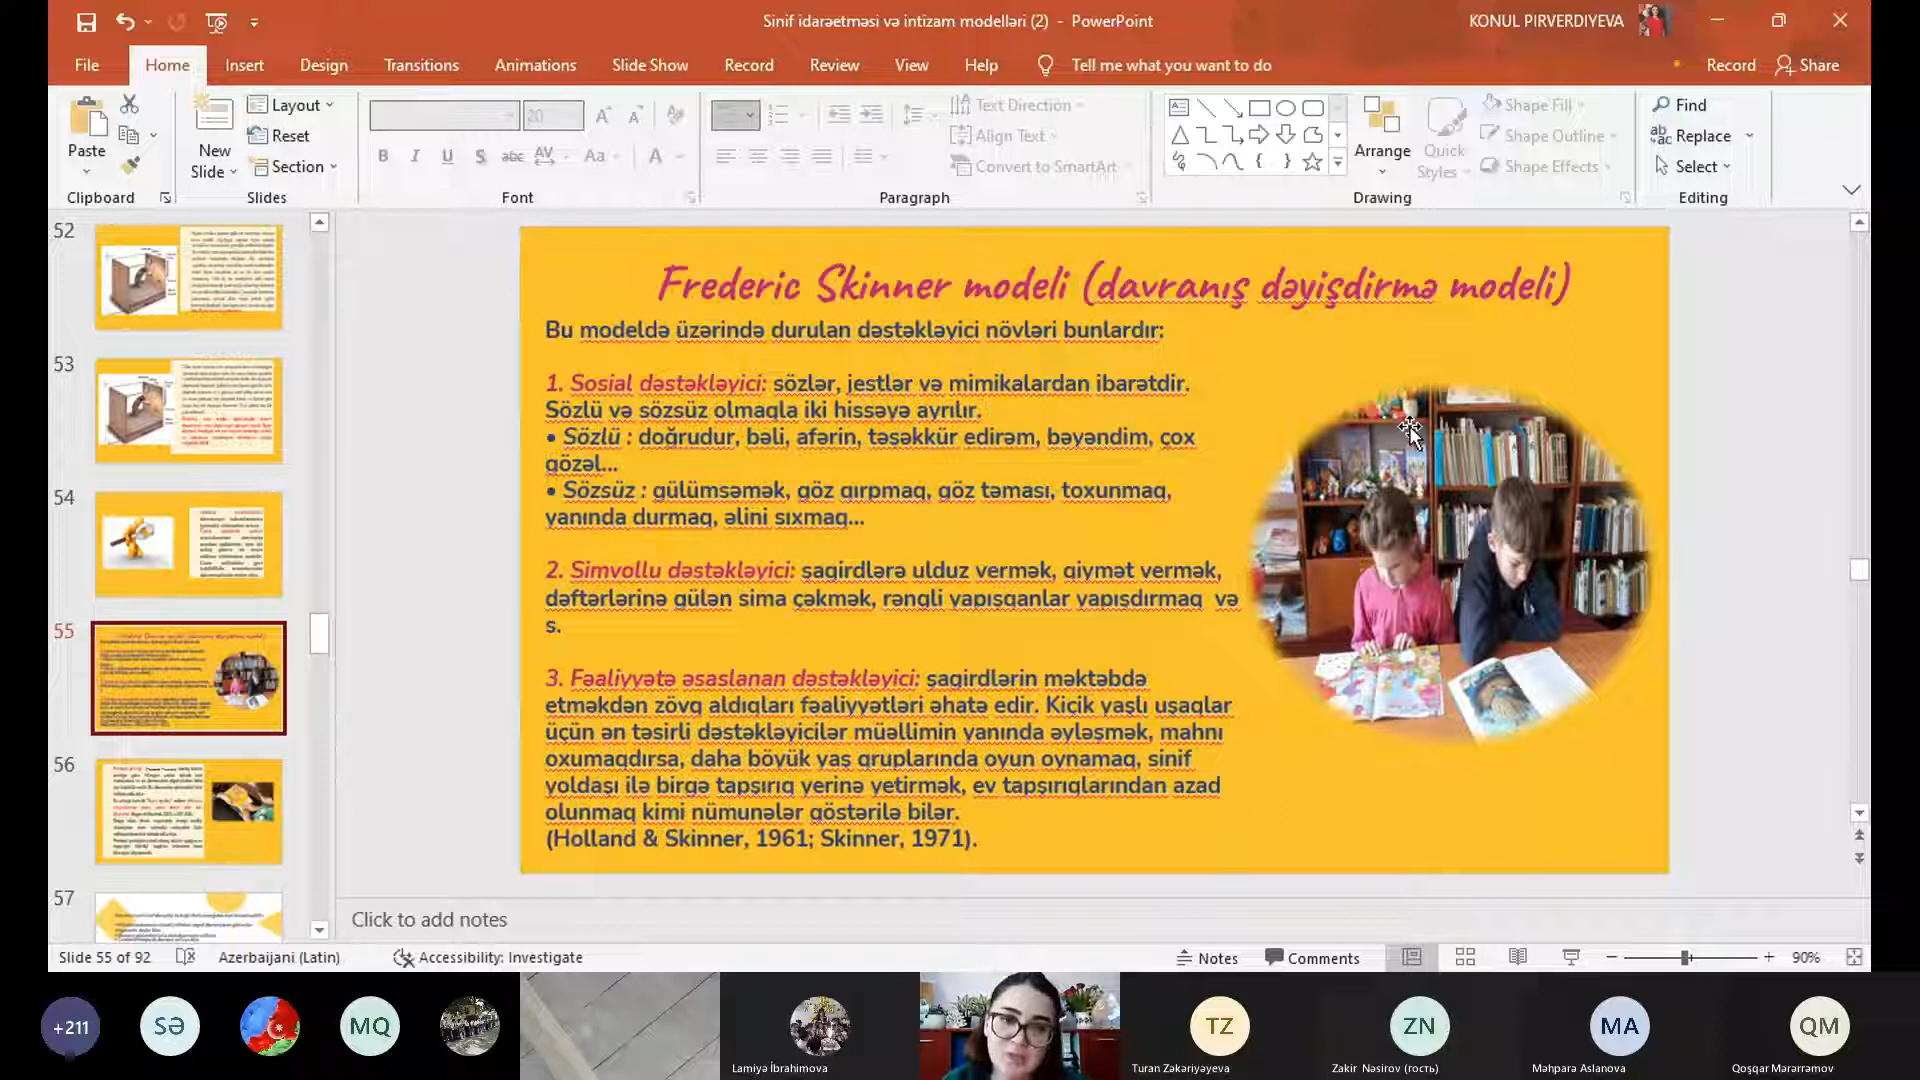 Sinif idarəetməsi və intizam modelləri (2) - PowerPoint
KONUL PIRVERDIYEVA
File Home Insert Design Transitions Animations Slide Show Record Review View Help Tell me what you want to do Record Share
Paste
Clipboard
New Slide
Layout
Reset
Section
Slides
20
B I U S abc AV Aa A
Font
Text Direction
Align Text
Convert to SmartArt
Paragraph
Arrange
Quick Styles
Shape Fill
Shape Outline
Shape Effects
Drawing
Find
Replace
Select
Editing
52
53
54
55
56
57
Frederic Skinner modeli (davranış dəyişdirmə modeli)
Bu modeldə üzərində durulan dəstəkləyici növləri bunlardır:
1. Sosial dəstəkləyici: sözlər, jestlər və mimikalardan ibarətdir.
Sözlü və sözsüz olmaqla iki hissəyə ayrılır.
• Sözlü : doğrudur, bəli, afərin, təşəkkür edirəm, bəyəndim, çox
gözəl...
• Sözsüz : gülümsəmək, göz qırpmaq, göz təması, toxunmaq,
yanında durmaq, əlini sıxmaq...
2. Simvollu dəstəkləyici: şagirdlərə ulduz vermək, qiymət vermək,
dəftərlərinə gülən sima çəkmək, rəngli yapışqanlar yapışdırmaq və
s.
3. Fəaliyyətə əsaslanan dəstəkləyici: şagirdlərin məktəbdə
etməkdən zövq aldıqları fəaliyyətləri əhatə edir. Kiçik yaşlı uşaqlar
üçün ən təsirli dəstəkləyicilər müəllimin yanında əyləşmək, mahnı
oxumaqdırsa, daha böyük yaş qruplarında oyun oynamaq, sinif
yoldaşı ilə birgə tapşırıq yerinə yetirmək, ev tapşırıqlarından azad
olunmaq kimi nümunələr göstərilə bilər.
(Holland & Skinner, 1961; Skinner, 1971).
Click to add notes
Slide 55 of 92 Azerbaijani (Latin) Accessibility: Investigate Notes Comments 90%
+211 SƏ MQ TZ ZN MA QM
Lamiyə İbrahimova Turan Zəkəriyəyeva Zakir Nəsirov (гость) Məhparə Aslanova Qoşqar Mərərrəmov